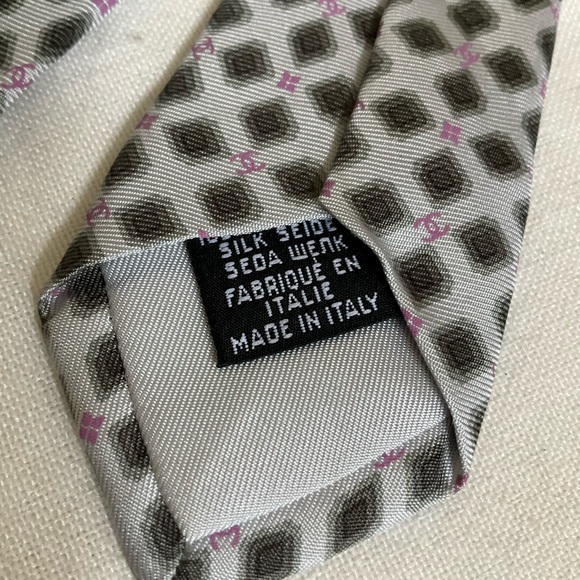 SILK SEIDE
SEDA ШЕЛК
FABRIQUÉ EN
ITALIE
MADE IN ITALY